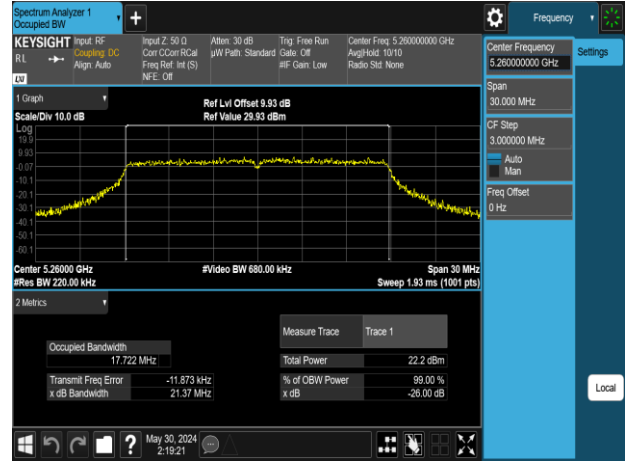 Spectrum Analyzer 1
Occupied BW
Frequency
KEYSIGHT Input: RF Input Z: 50 Ω Atten: 30 dB Trig: Free Run Center Freq: 5.260000000 GHz
RL Coupling: DC Corr CCorr RCal µW Path: Standard Gate: Off Avg|Hold: 10/10
Align: Auto Freq Ref: Int (S) #IF Gain: Low Radio Std: None
LXI NFE: Off
1 Graph
Scale/Div 10.0 dB
Ref Lvl Offset 9.93 dB
Ref Value 29.93 dBm
Log
19.9
9.93
-0.07
-10.1
-20.1
-30.1
-40.1
-50.1
-60.1
Center 5.26000 GHz #Video BW 680.00 kHz Span 30 MHz
#Res BW 220.00 kHz Sweep 1.93 ms (1001 pts)
2 Metrics
Measure Trace Trace 1
Occupied Bandwidth
17.722 MHz Total Power 22.2 dBm
Transmit Freq Error -11.873 kHz % of OBW Power 99.00 %
x dB Bandwidth 21.37 MHz x dB -26.00 dB
May 30, 2024
2:19:21
Center Frequency
5.260000000 GHz
Settings
Span
30.000 MHz
CF Step
3.000000 MHz
Auto
Man
Freq Offset
0 Hz
Local